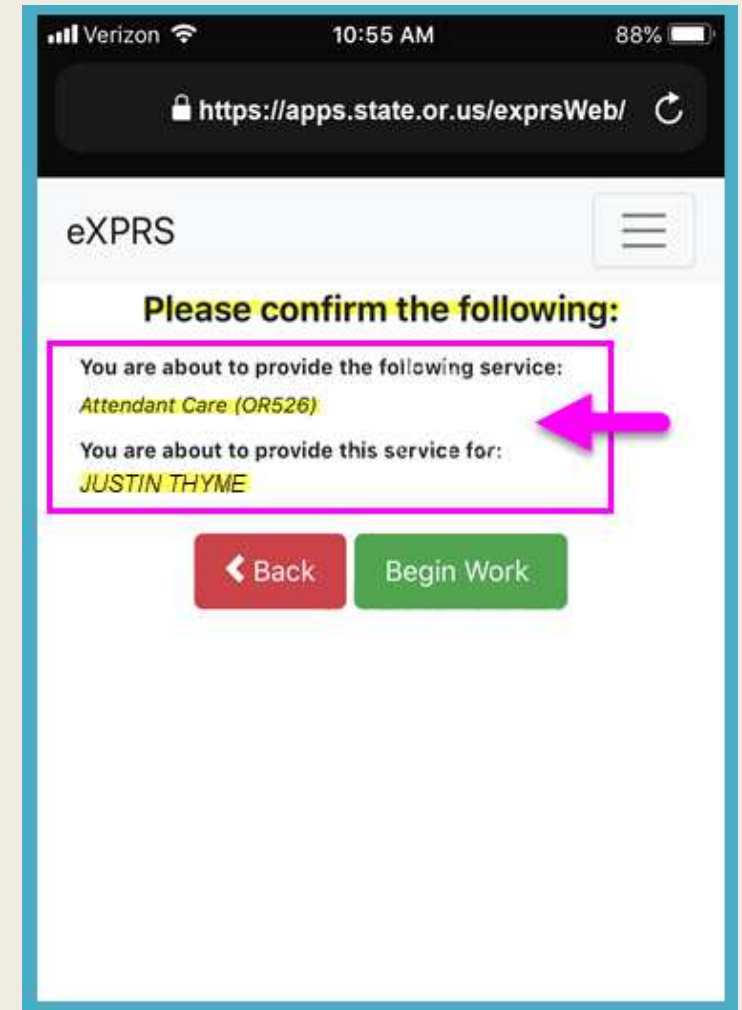 Verizon 10:55 AM 88%
https://apps.state.or.us/exprsWeb/
eXPRS
Please confirm the following:
You are about to provide the following service:
Attendant Care (OR526)
You are about to provide this service for:
JUSTIN THYME
Back Begin Work